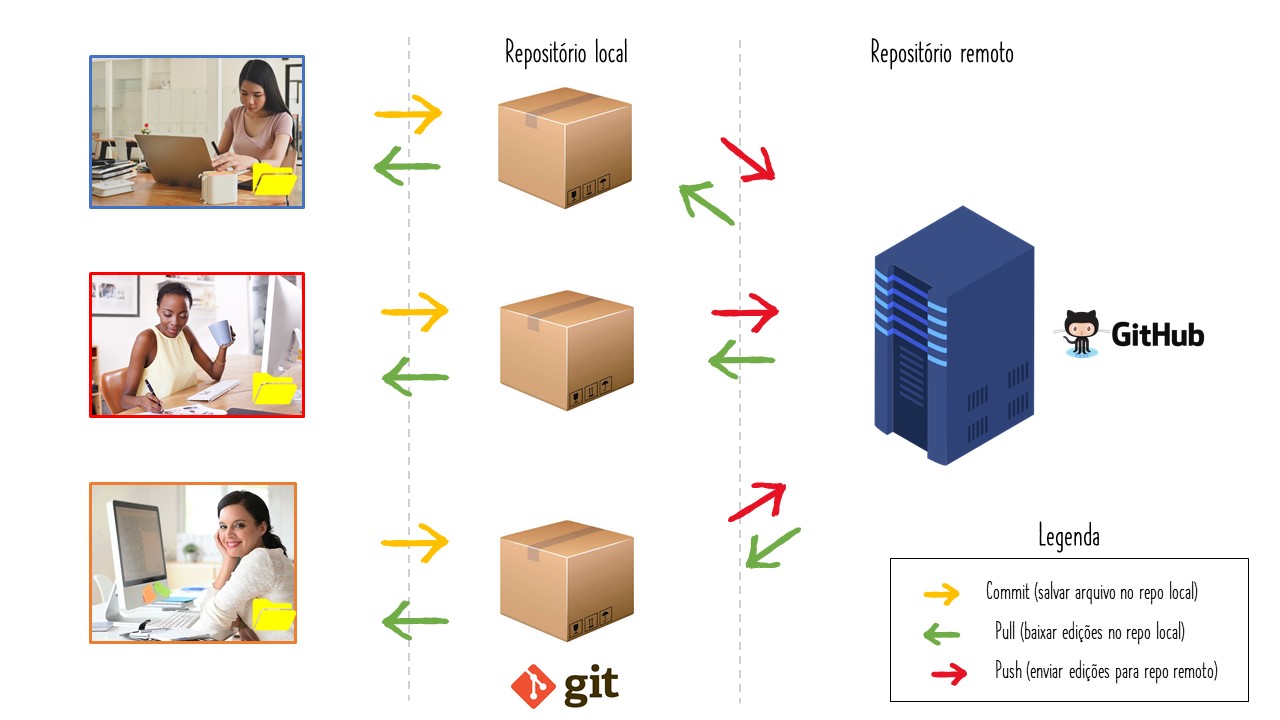 Repositório local
Repositório remoto
GitHub
Legenda
Commit (salvar arquivo no repo local)
Pull (baixar edições no repo local)
Push (enviar edições para repo remoto)
git